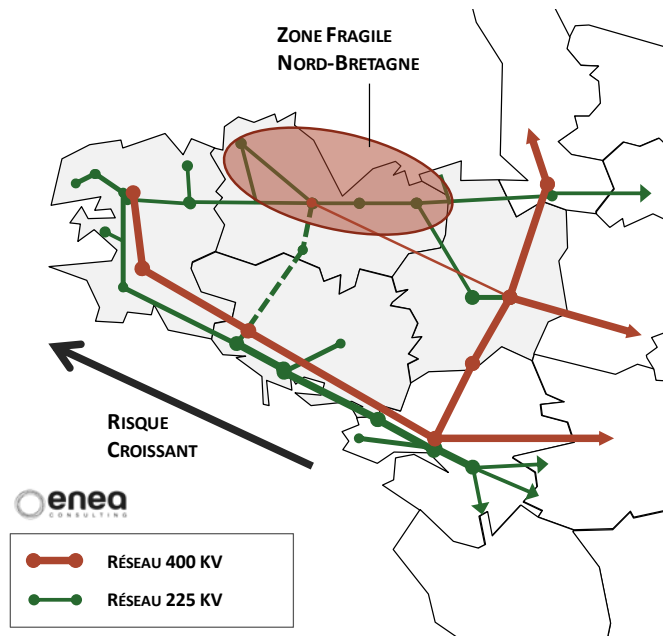 ZONE FRAGILE
NORD-BRETAGNE
RISQUE
CROISSANT
enea
CONSULTING
RÉSEAU 400 KV
RÉSEAU 225 KV